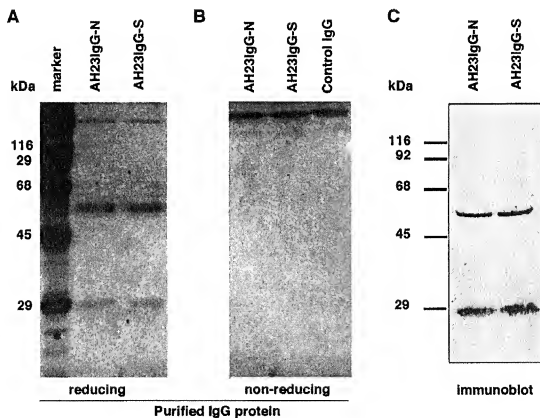 A
B
C
kDa
marker
AH23IgG-N
AH23IgG-S
AH23IgG-N
AH23IgG-S
Control IgG
kDa
AH23IgG-N
AH23IgG-S
116
29
68
45
29
116
92
68
45
29
reducing
non-reducing
immunoblot
Purified IgG protein